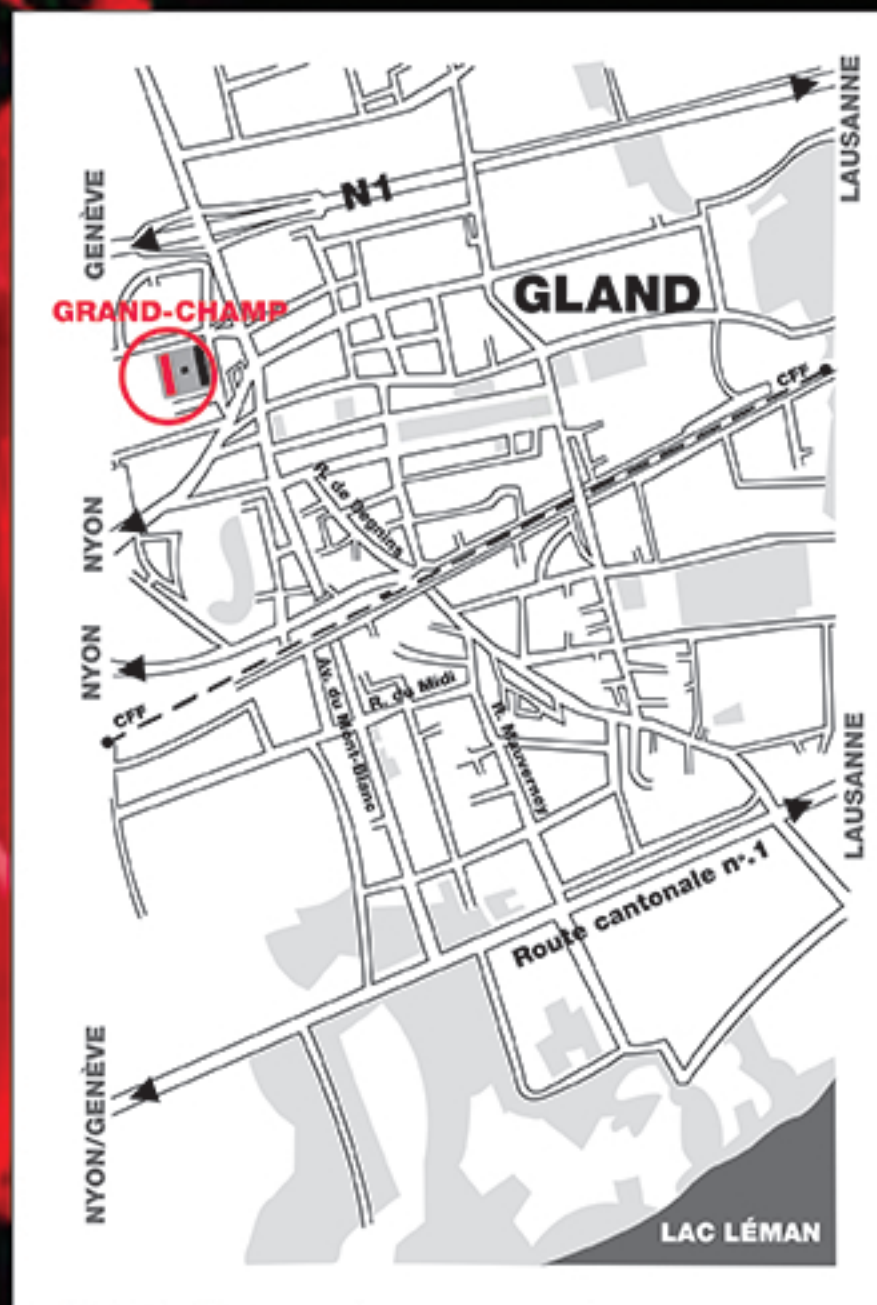 LAUSANNE
N1
GENÈVE
GRAND-CHAMP
GLAND
CFF
R. de Begnins
NYON
NYON
CFF
Av. du Mont-Blanc
R. du Midi
R. Mauverney
LAUSANNE
Route cantonale n°.1
NYON/GENÈVE
LAC LÉMAN